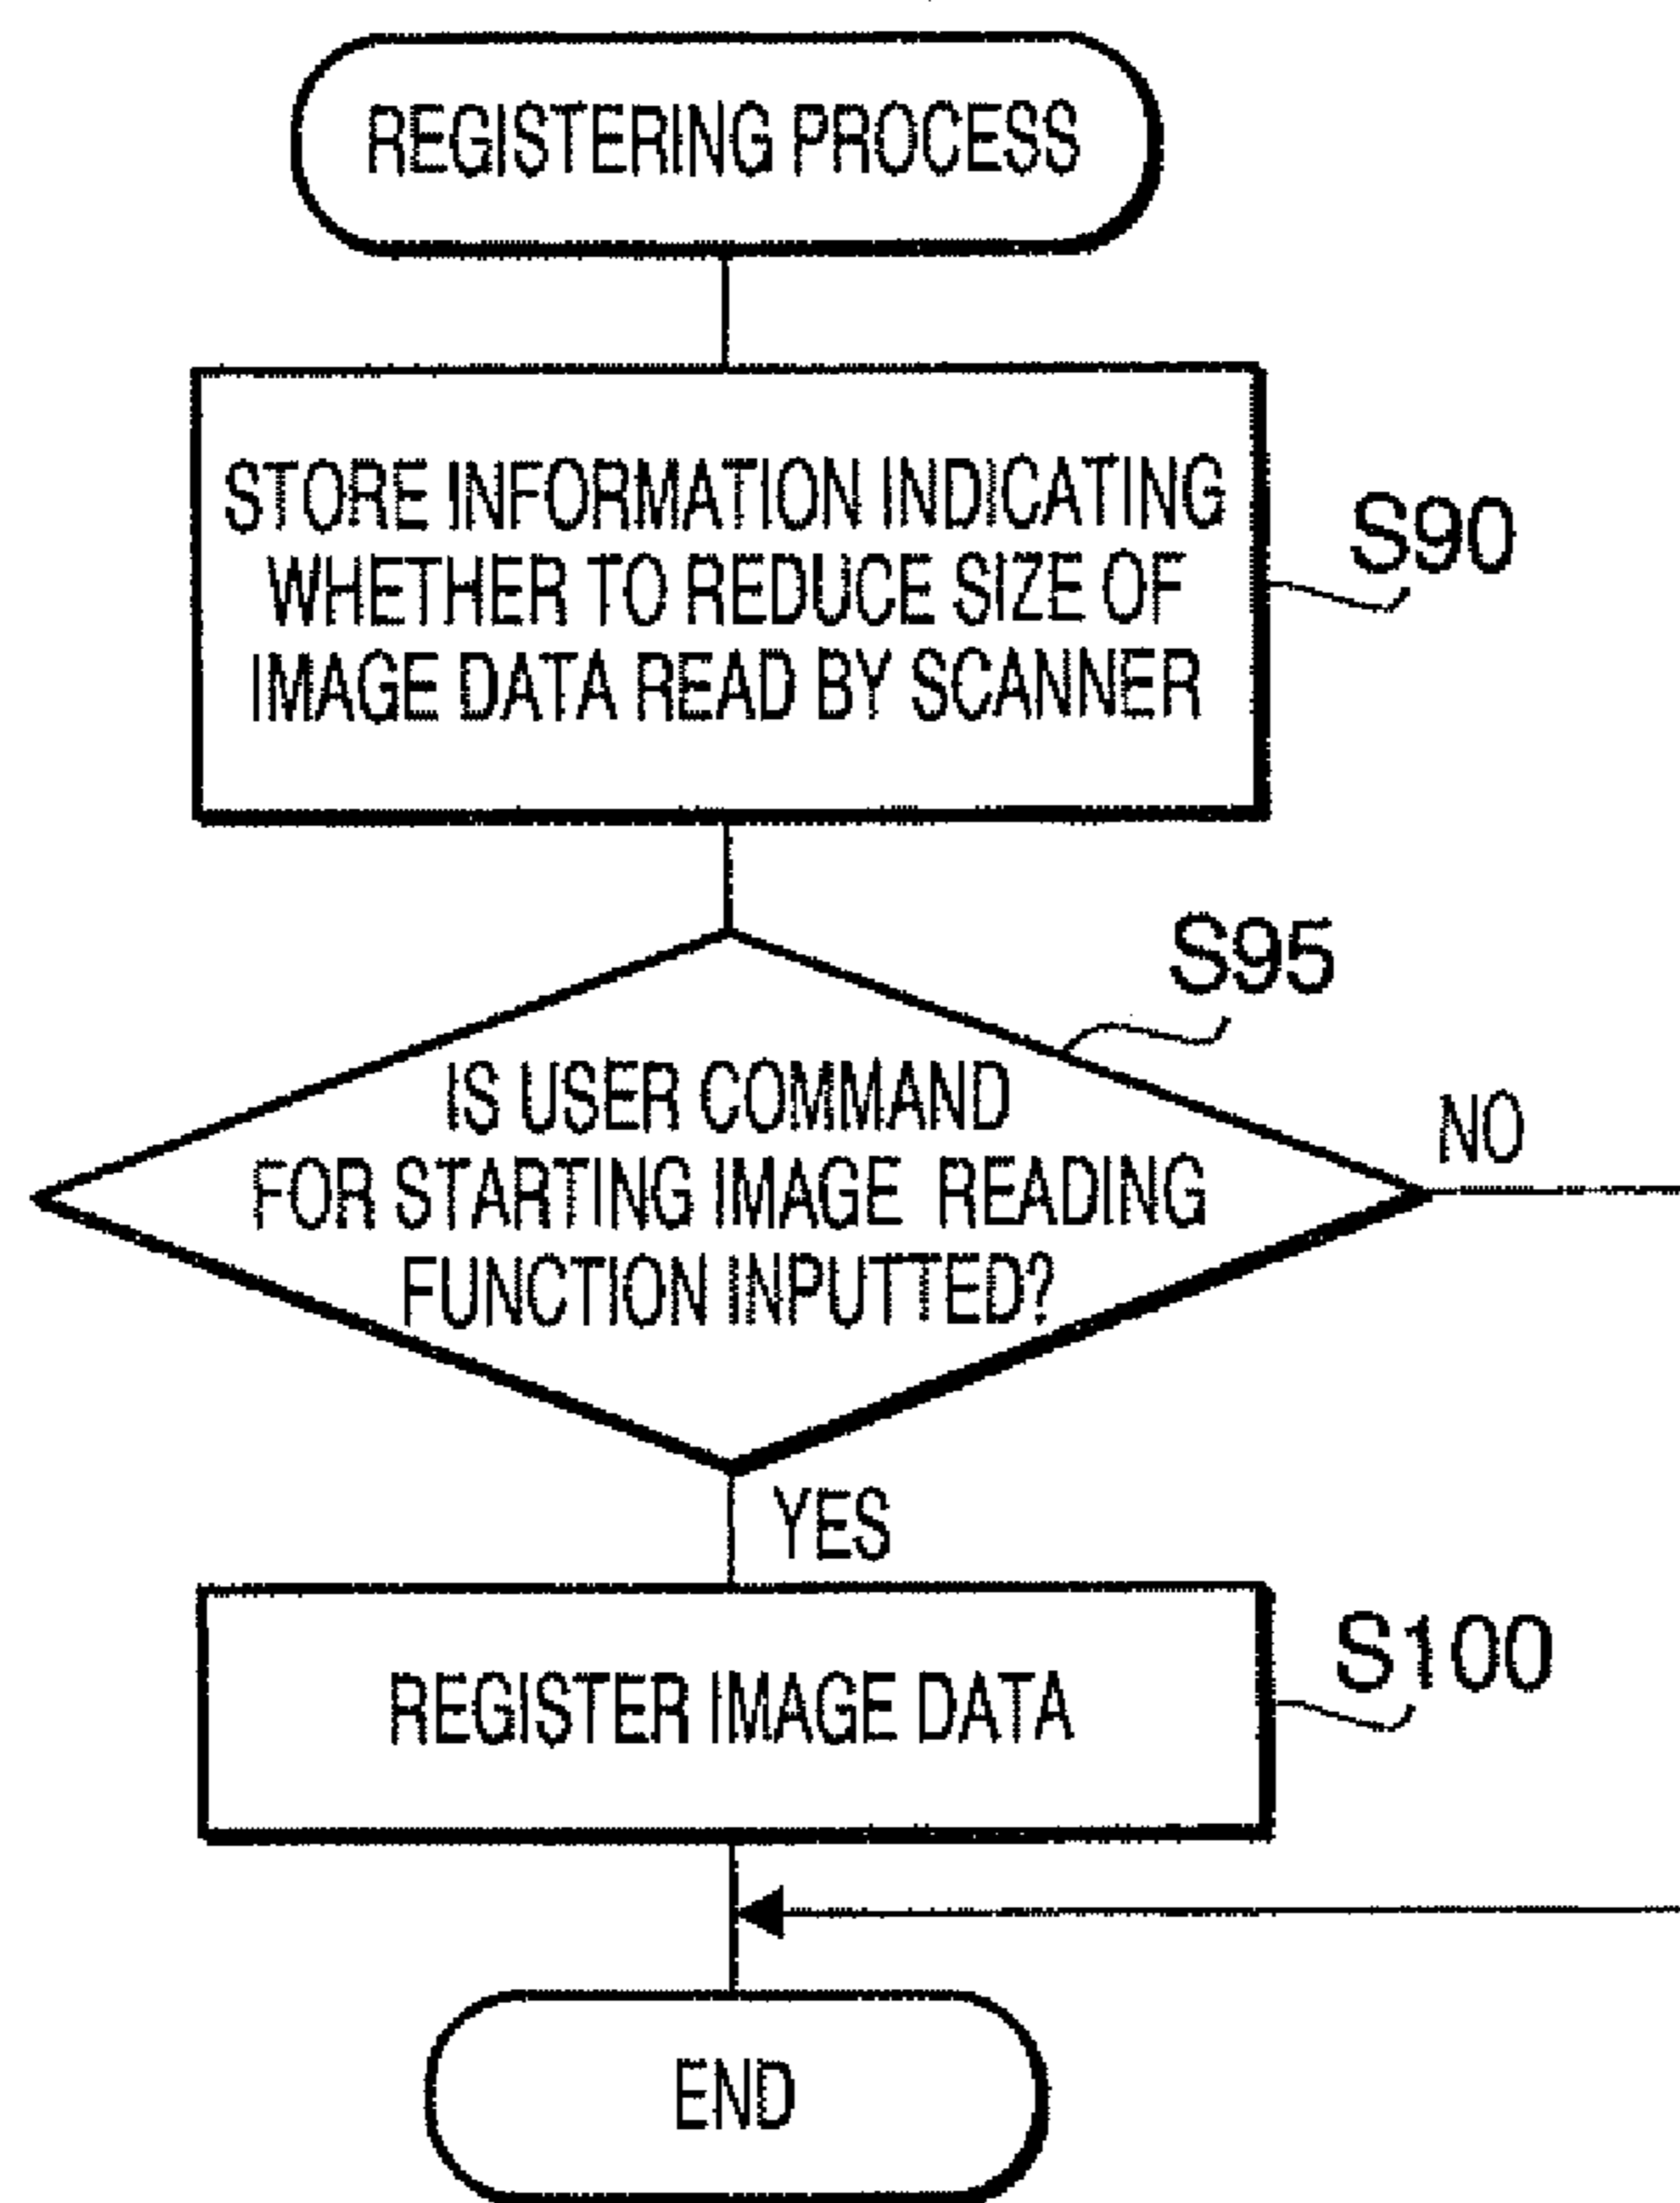 REGISTERING PROCESS
STORE INFORMATION INDICATING
WHETHER TO REDUCE SIZE OF
IMAGE DATA READ BY SCANNER
S90
S95
IS USER COMMAND
FOR STARTING IMAGE READING
FUNCTION INPUTTED?
NO
YES
REGISTER IMAGE DATA
S100
END